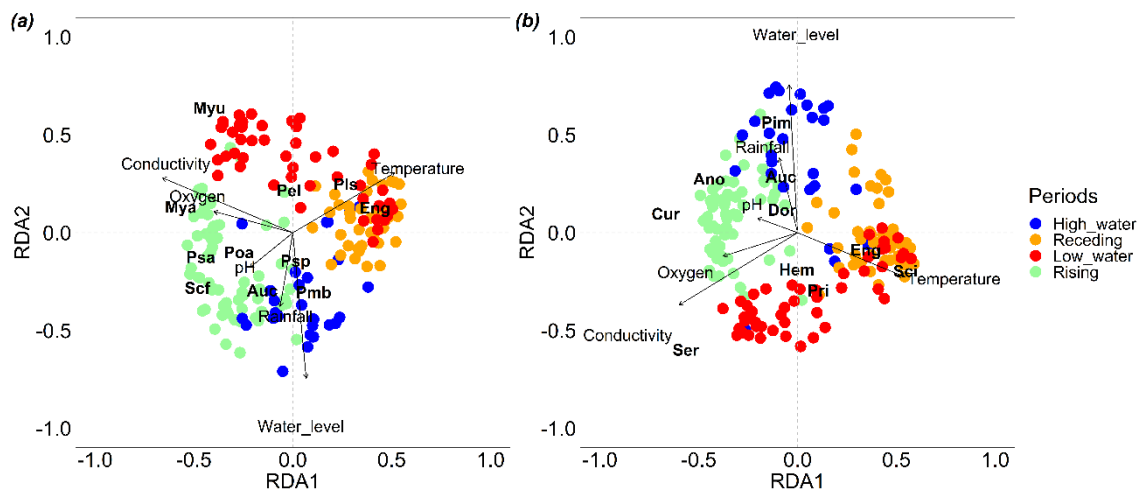 (a)
1.0
0.5
0.0
-0.5
-1.0
RDA2
-1.0
-0.5
0.0
0.5
1.0
RDA1
Myu
Conductivity
Oxygen
Mya
Pel
Pls
Temperature
Eng
Psa
Poa
pH
Psp
Scf
Auc
Pmb
Rainfall
Water_level
(b)
1.0
0.5
0.0
-0.5
-1.0
RDA2
-1.0
-0.5
0.0
0.5
1.0
RDA1
Water_level
Pim
Rainfall
Ano
Auc
Cur
pH
Dor
Eng
Oxygen
Hem
Sci
Temperature
Pri
Conductivity
Ser
Periods
High_water
Receding
Low_water
Rising